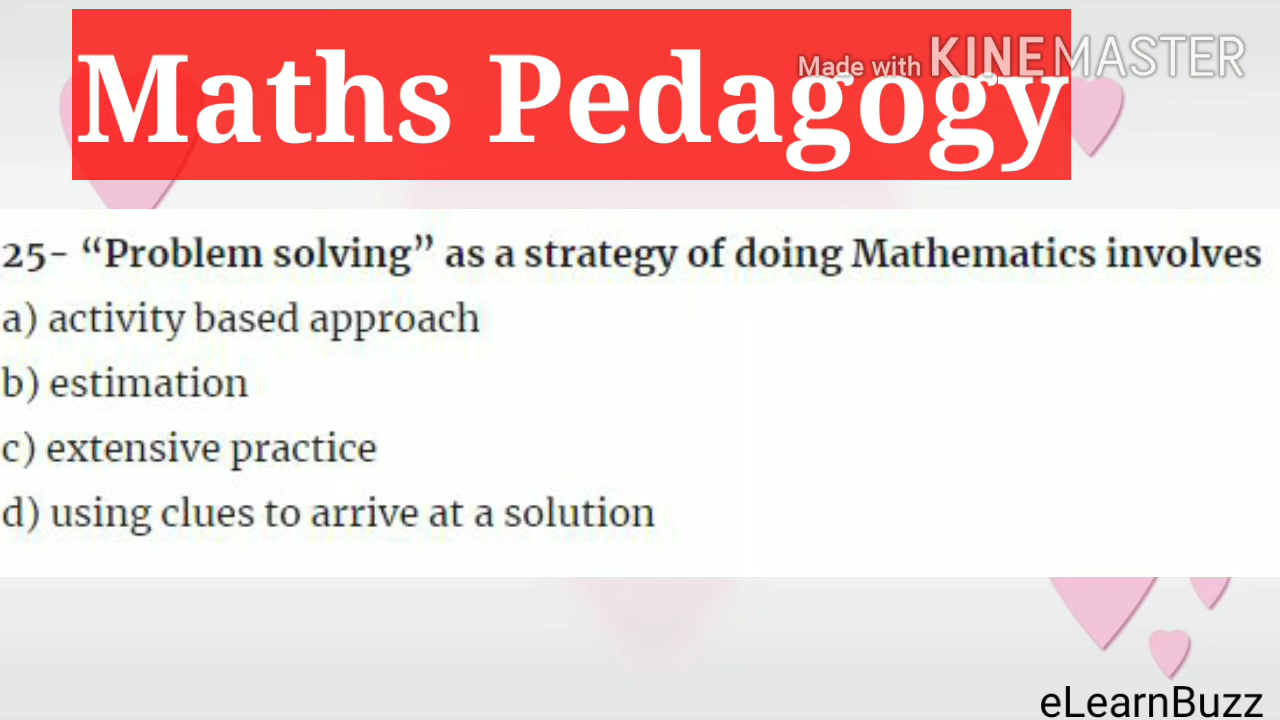 Maths Pedagogy
Made with KINEMASTER
25- “Problem solving” as a strategy of doing Mathematics involves
a) activity based approach
b) estimation
c) extensive practice
d) using clues to arrive at a solution
eLearnBuzz